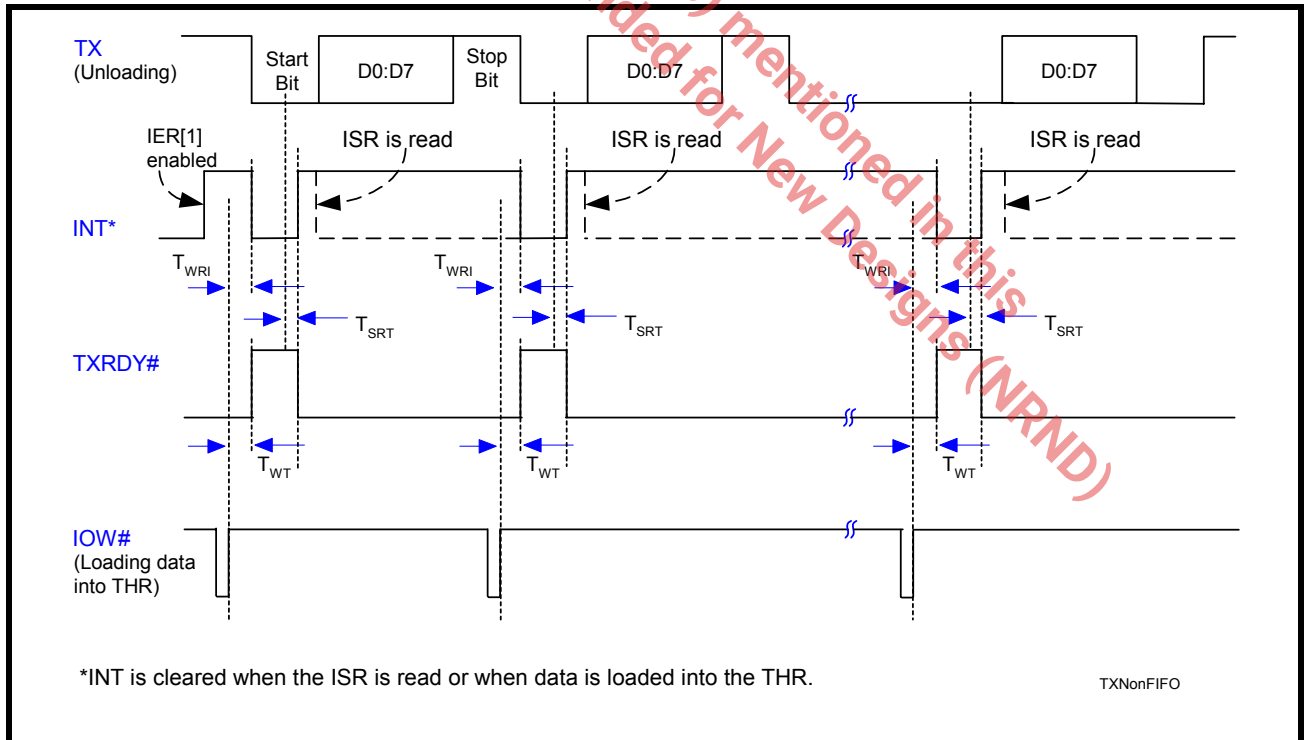 TX
(Unloading)
Start
Bit
D0:D7
Stop
Bit
D0:D7
D0:D7
IER[1]
enabled
ISR is read
ISR is read
ISR is read
INT*
TWRI
TWRI
TWRI
TSRT
TSRT
TSRT
TXRDY#
TWT
TWT
TWT
IOW#
(Loading data
into THR)
*INT is cleared when the ISR is read or when data is loaded into the THR.
TXNonFIFO
) mentioned in this
ded for New Designs (NRND)